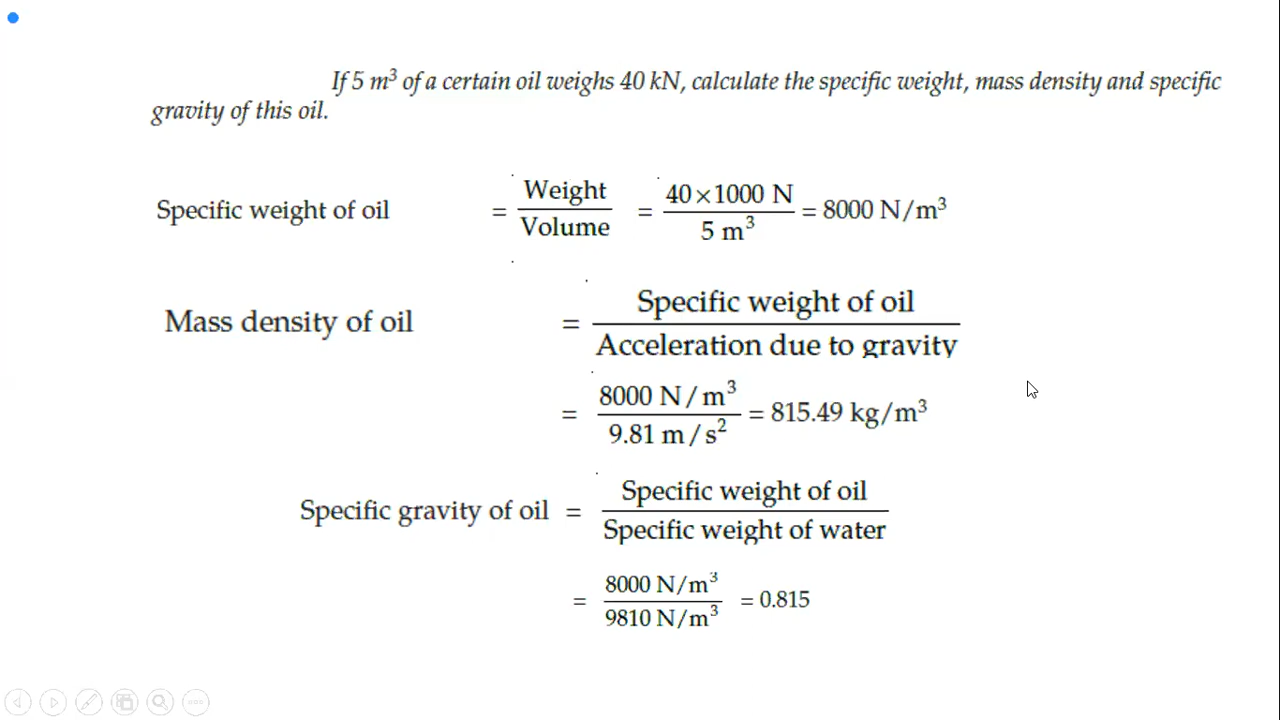 If 5 m³ of a certain oil weighs 40 kN, calculate the specific weight, mass density and specific
gravity of this oil.
Specific weight of oil = Weight / Volume = 40×1000 N / 5 m³ = 8000 N/m³
Mass density of oil = Specific weight of oil / Acceleration due to gravity
= 8000 N/m³ / 9.81 m/s² = 815.49 kg/m³
Specific gravity of oil = Specific weight of oil / Specific weight of water
= 8000 N/m³ / 9810 N/m³ = 0.815